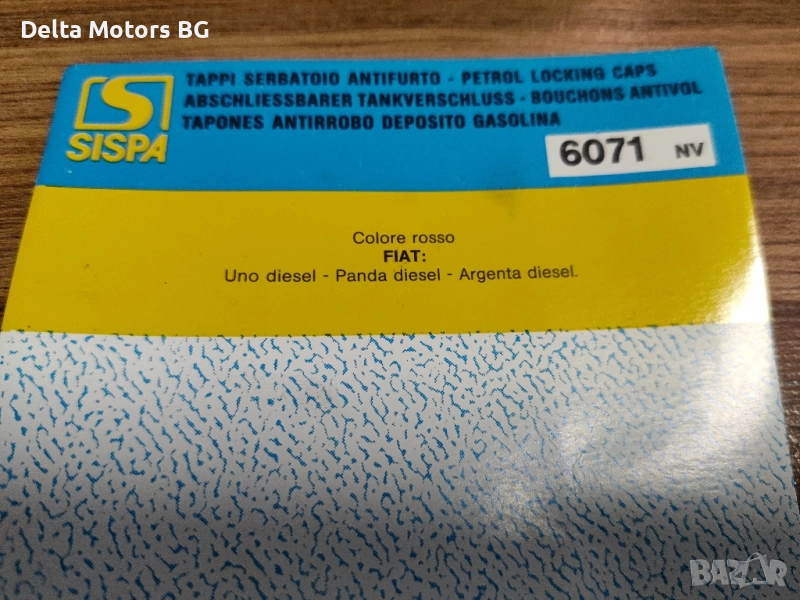 Delta Motors BG
SISPA
TAPPI SERBATOIO ANTIFURTO - PETROL LOCKING CAPS
ABSCHLIESSBARER TANKVERSCHLUSS - BOUCHONS ANTIVOL
TAPONES ANTIRROBO DEPOSITO GASOLINA
6071 NV
Colore rosso
FIAT:
Uno diesel - Panda diesel - Argenta diesel.
BAZAR